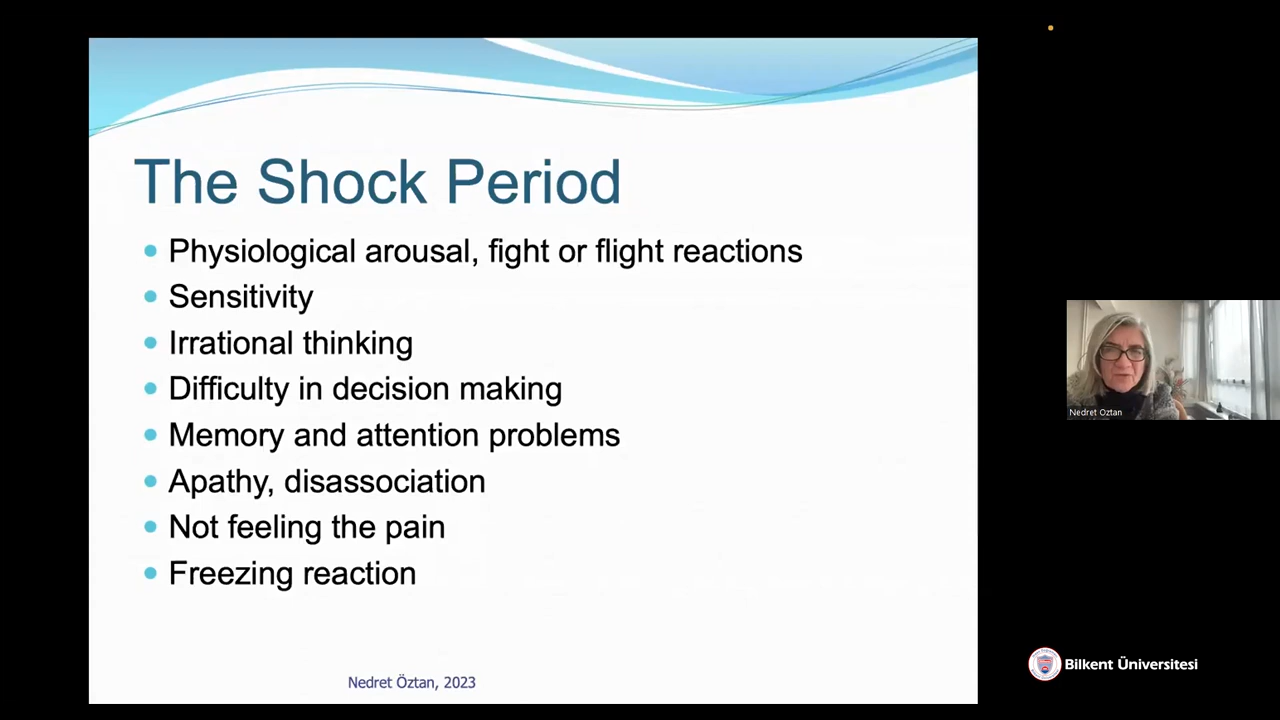 The Shock Period
Physiological arousal, fight or flight reactions
Sensitivity
Irrational thinking
Difficulty in decision making
Memory and attention problems
Apathy, disassociation
Not feeling the pain
Freezing reaction
Nedret Öztan, 2023
Nedret Oztan
Bilkent Üniversitesi